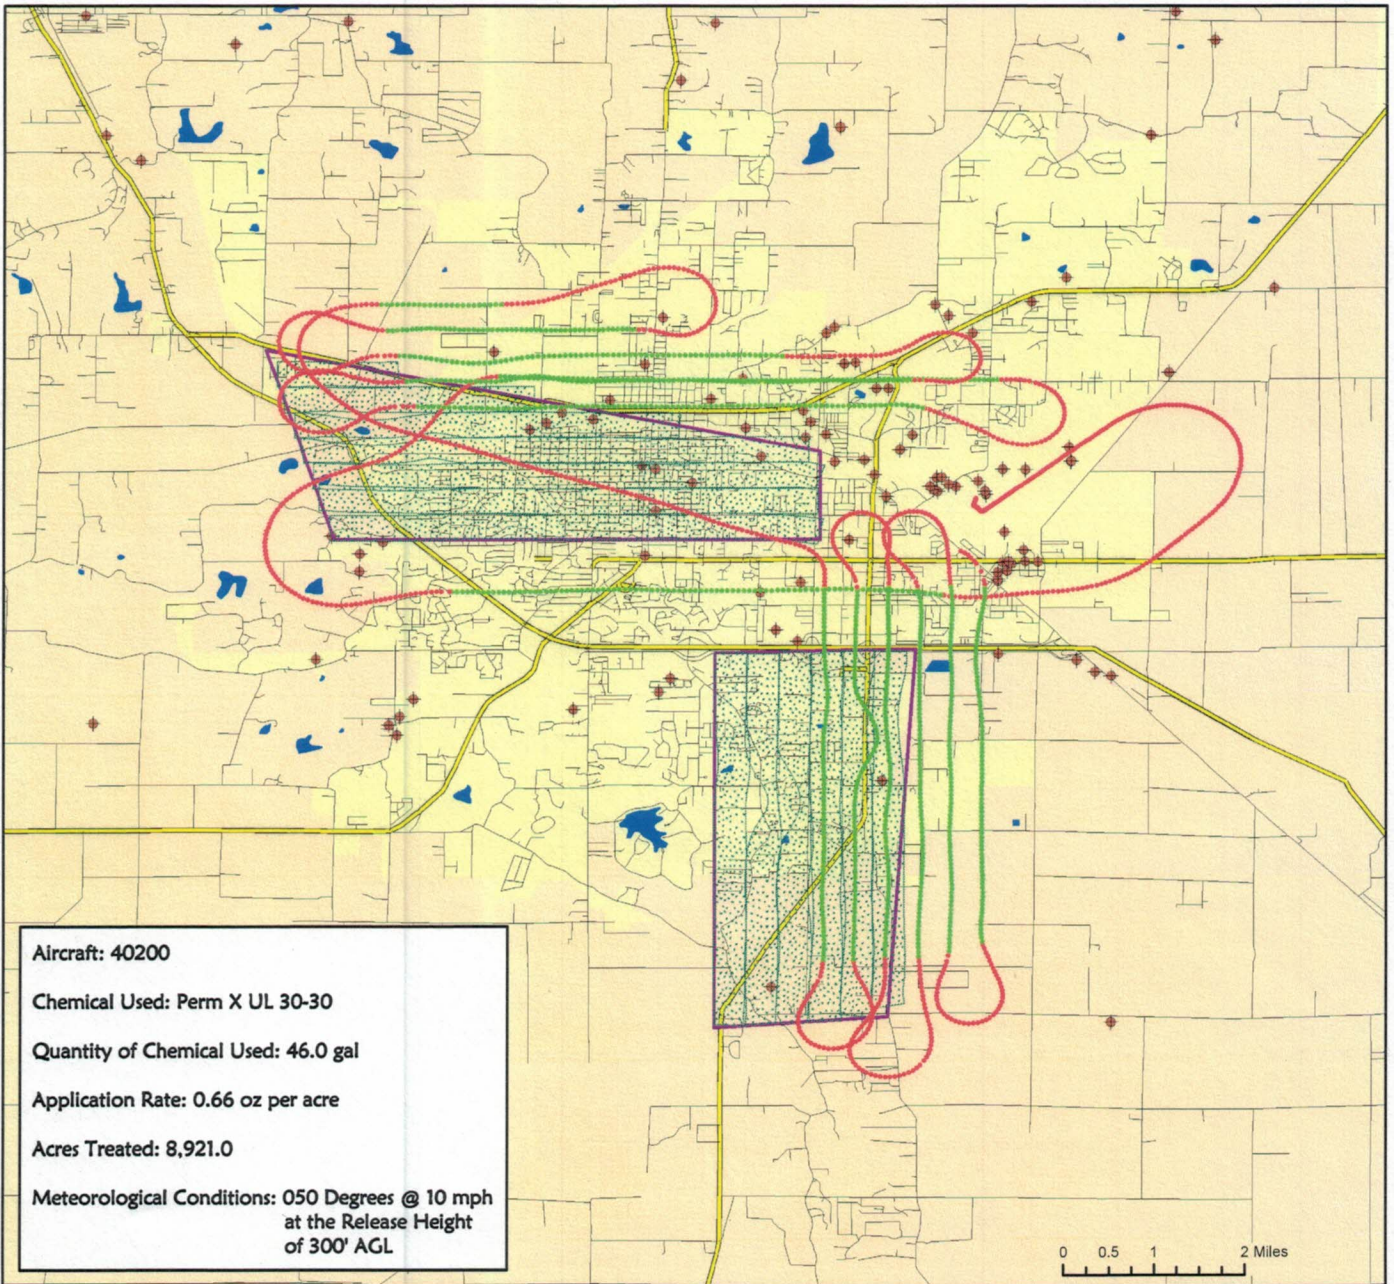 Aircraft: 40200
Chemical Used: Perm X UL 30-30
Quantity of Chemical Used: 46.0 gal
Application Rate: 0.66 oz per acre
Acres Treated: 8,921.0
Meteorological Conditions: 050 Degrees @ 10 mph
at the Release Height
of 300' AGL
0 0.5 1 2 Miles